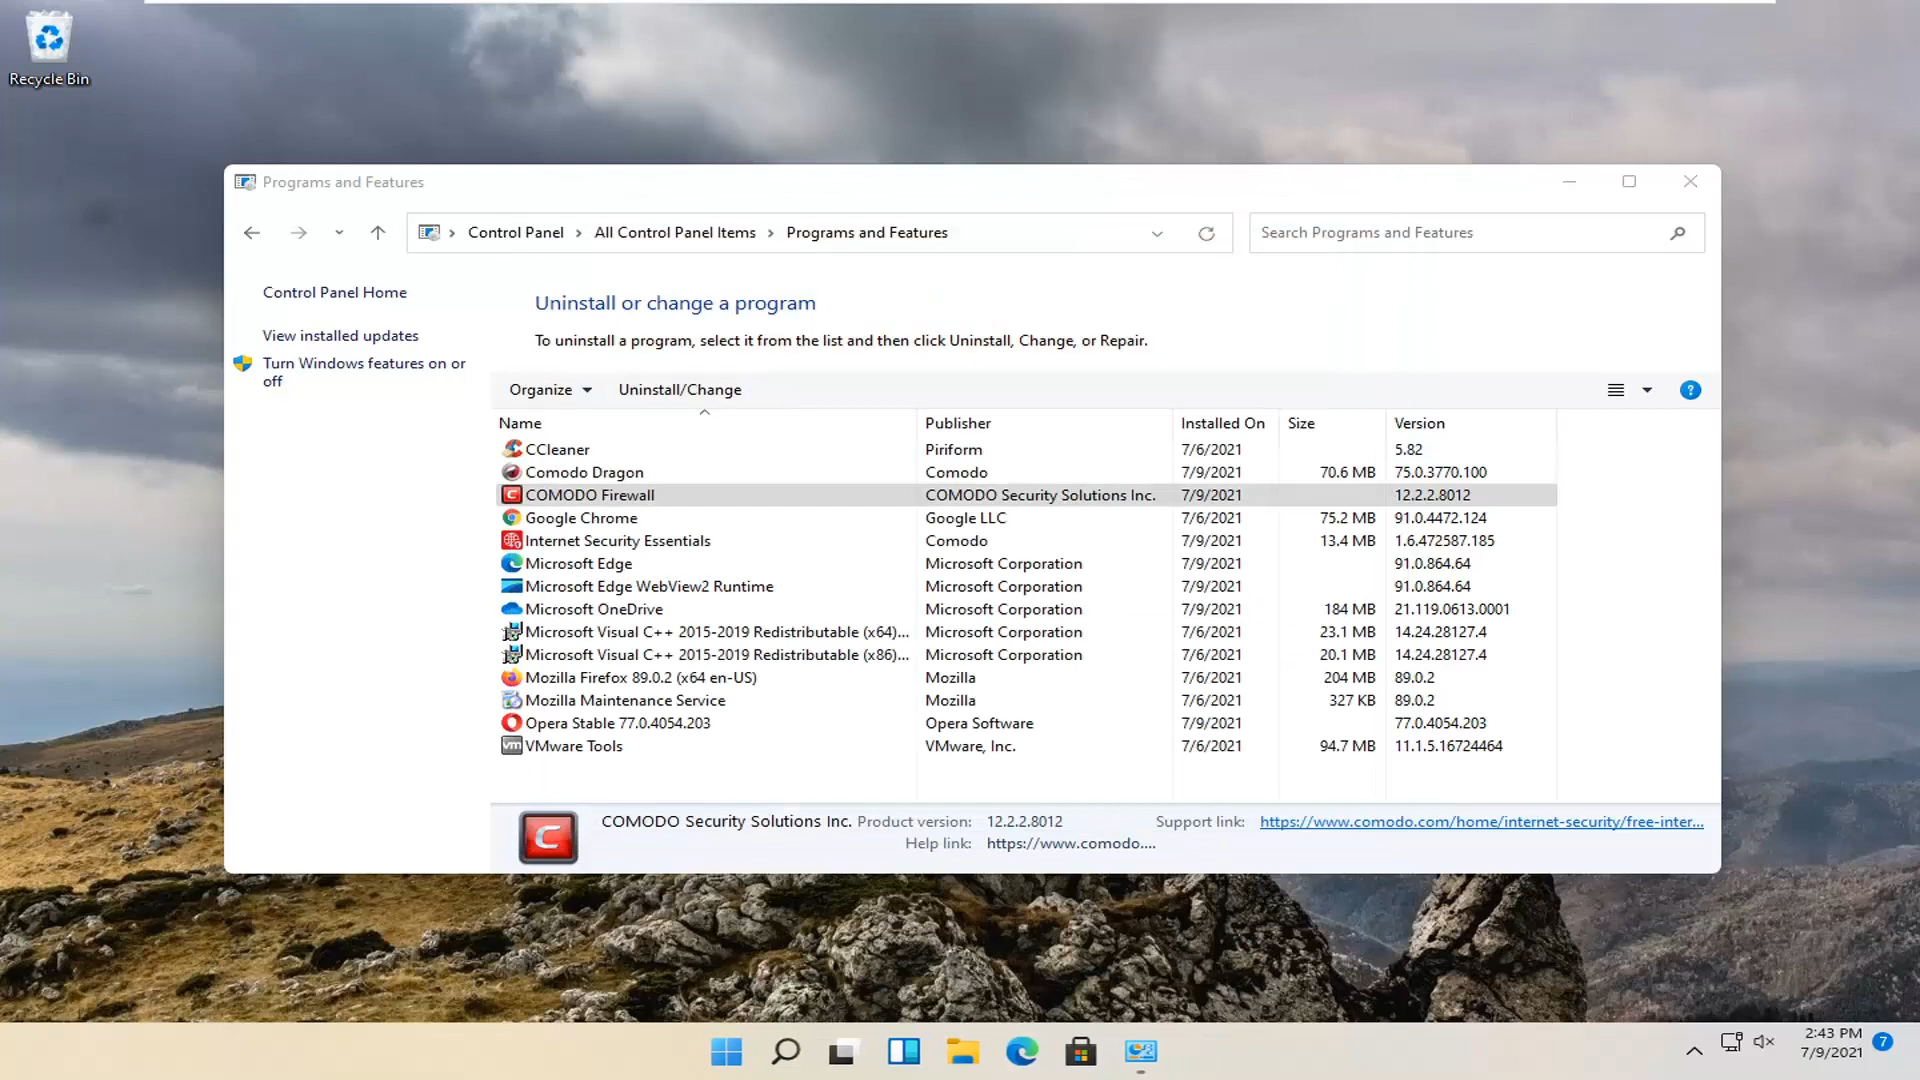 Recycle Bin
Programs and Features
Control Panel > All Control Panel Items > Programs and Features
Search Programs and Features
Control Panel Home
View installed updates
Turn Windows features on or
off
Uninstall or change a program
To uninstall a program, select it from the list and then click Uninstall, Change, or Repair.
Organize Uninstall/Change
Name Publisher Installed On Size Version
CCleaner Piriform 7/6/2021 5.82
Comodo Dragon Comodo 7/9/2021 70.6 MB 75.0.3770.100
COMODO Firewall COMODO Security Solutions Inc. 7/9/2021 12.2.2.8012
Google Chrome Google LLC 7/6/2021 75.2 MB 91.0.4472.124
Internet Security Essentials Comodo 7/9/2021 13.4 MB 1.6.472587.185
Microsoft Edge Microsoft Corporation 7/9/2021 91.0.864.64
Microsoft Edge WebView2 Runtime Microsoft Corporation 7/9/2021 91.0.864.64
Microsoft OneDrive Microsoft Corporation 7/9/2021 184 MB 21.119.0613.0001
Microsoft Visual C++ 2015-2019 Redistributable (x64)... Microsoft Corporation 7/6/2021 23.1 MB 14.24.28127.4
Microsoft Visual C++ 2015-2019 Redistributable (x86)... Microsoft Corporation 7/6/2021 20.1 MB 14.24.28127.4
Mozilla Firefox 89.0.2 (x64 en-US) Mozilla 7/6/2021 204 MB 89.0.2
Mozilla Maintenance Service Mozilla 7/6/2021 327 KB 89.0.2
Opera Stable 77.0.4054.203 Opera Software 7/9/2021 77.0.4054.203
VMware Tools VMware, Inc. 7/6/2021 94.7 MB 11.1.5.16724464
COMODO Security Solutions Inc. Product version: 12.2.2.8012 Support link: https://www.comodo.com/home/internet-security/free-inter...
Help link: https://www.comodo....
2:43 PM
7/9/2021
7